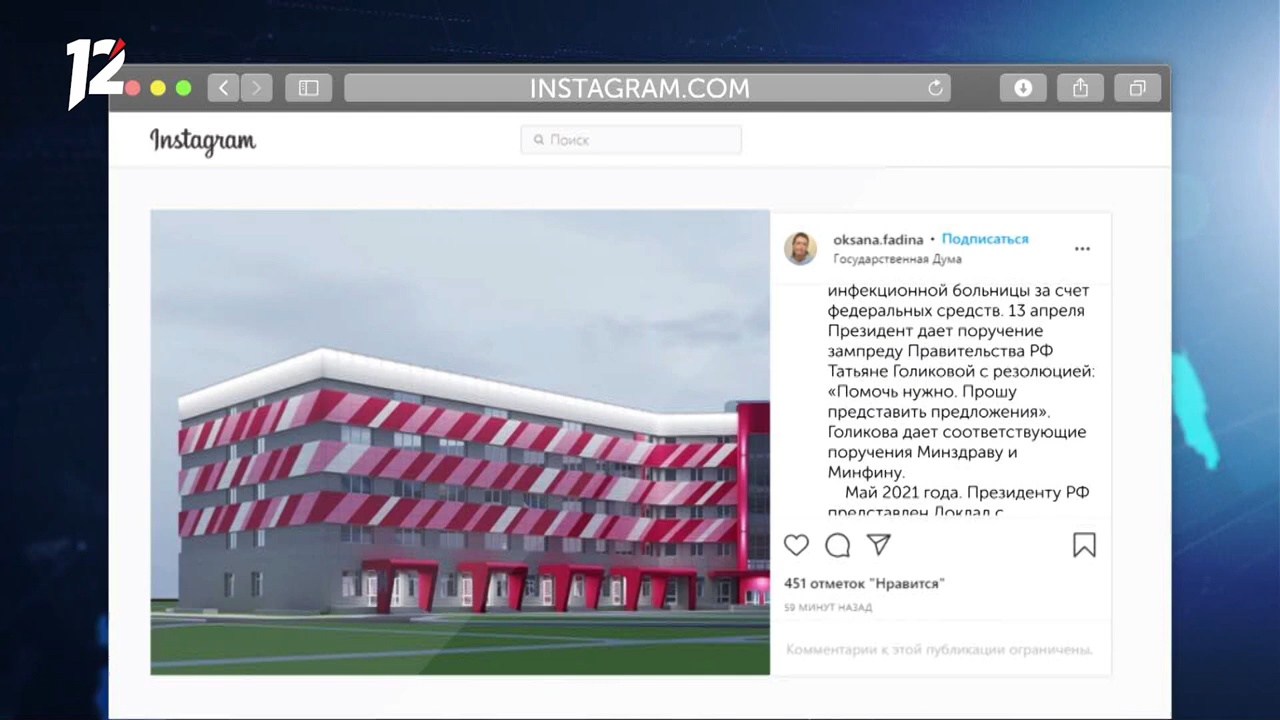 12
INSTAGRAM.COM
Instagram
Поиск
oksana.fadina • Подписаться
Государственная Дума
инфекционной больницы за счет
федеральных средств. 13 апреля
Президент дает поручение
зампреду Правительства РФ
Татьяне Голиковой с резолюцией:
«Помочь нужно. Прошу
представить предложения».
Голикова дает соответствующие
поручения Минздраву и
Минфину.
Май 2021 года. Президенту РФ
представлен Доклад с
451 отметок "Нравится"
59 МИНУТ НАЗАД
Комментарии к этой публикации ограничены.